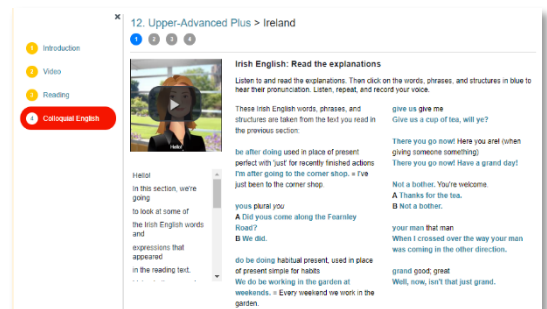 ×
12. Upper-Advanced Plus > Ireland
1 2 3 4
1 Introduction
2 Video
3 Reading
4 Colloquial English
Hello!
Hello!
In this section, we're
going
to look at some of
the Irish English words
and
expressions that
appeared
in the reading text.
Irish English: Read the explanations
Listen to and read the explanations. Then click on the words, phrases, and structures in blue to
hear their pronunciation. Listen, repeat, and record your voice.
These Irish English words, phrases, and
structures are taken from the text you read in
the previous section:
be after doing used in place of present
perfect with 'just' for recently finished actions
I'm after going to the corner shop. = I've
just been to the corner shop.
yous plural you
A Did yous come along the Fearnley
Road?
B We did.
do be doing habitual present, used in place
of present simple for habits
We do be working in the garden at
weekends. = Every weekend we work in the
garden.
give us give me
Give us a cup of tea, will ye?
There you go now! Here you are! (when
giving someone something)
There you go now! Have a grand day!
Not a bother. You're welcome.
A Thanks for the tea.
B Not a bother.
your man that man
When I crossed over the way your man
was coming in the other direction.
grand good; great
Well, now, isn't that just grand.